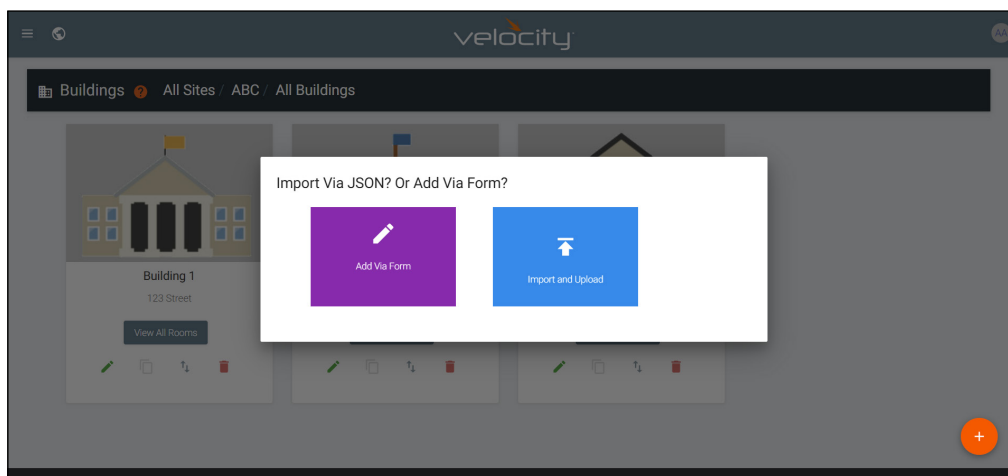 velocity
AA
Buildings ? All Sites / ABC / All Buildings
Import Via JSON? Or Add Via Form?
Add Via Form
Import and Upload
Building 1
123 Street
View All Rooms